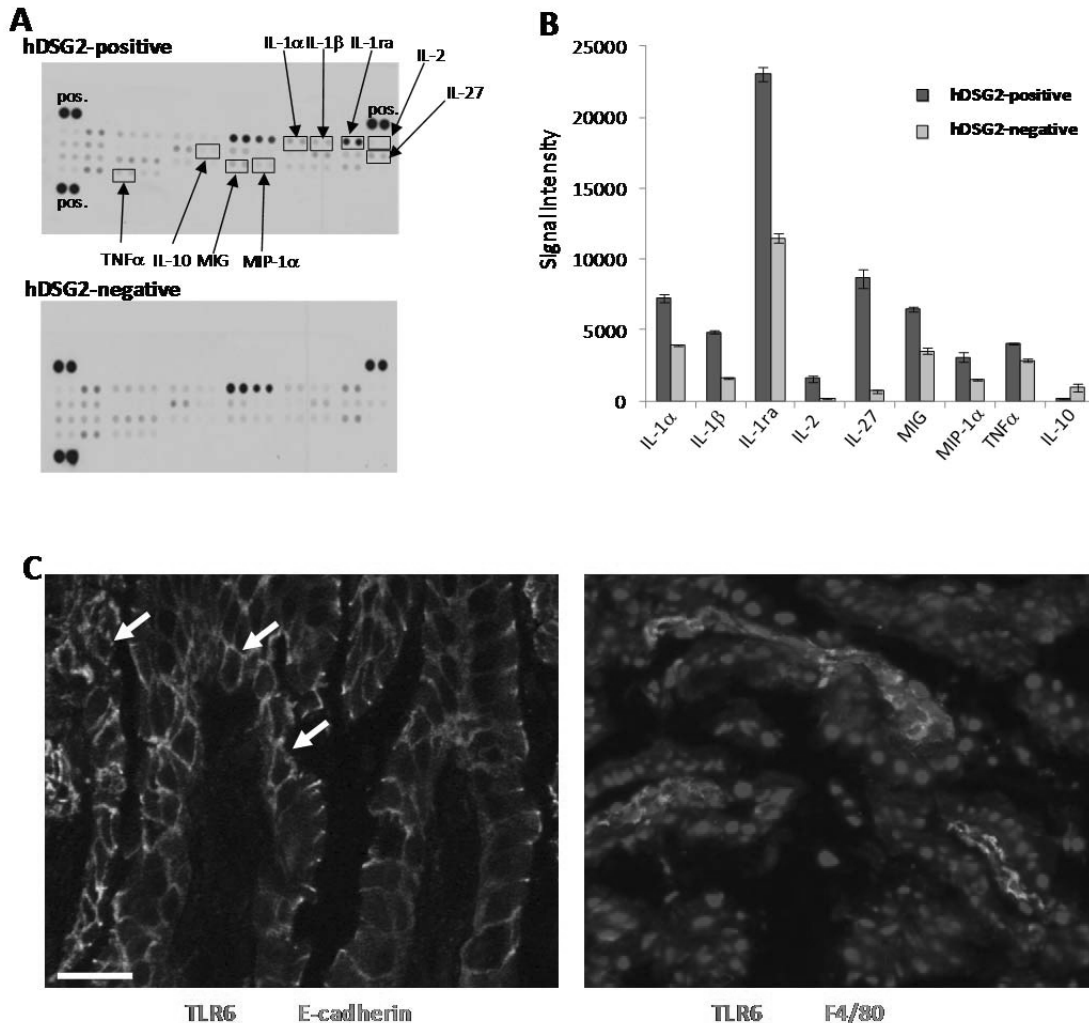 A
hDSG2-positive
IL-1α IL-1β IL-1ra
IL-2
IL-27
pos.
pos.
pos.
TNFα IL-10 MIG MIP-1α
hDSG2-negative
B
25000
20000
15000
10000
5000
0
Signal Intensity
hDSG2-positive
hDSG2-negative
IL-1α
IL-1β
IL-1ra
IL-2
IL-27
MIG
MIP-1α
TNFα
IL-10
C
TLR6 E-cadherin
TLR6 F4/80